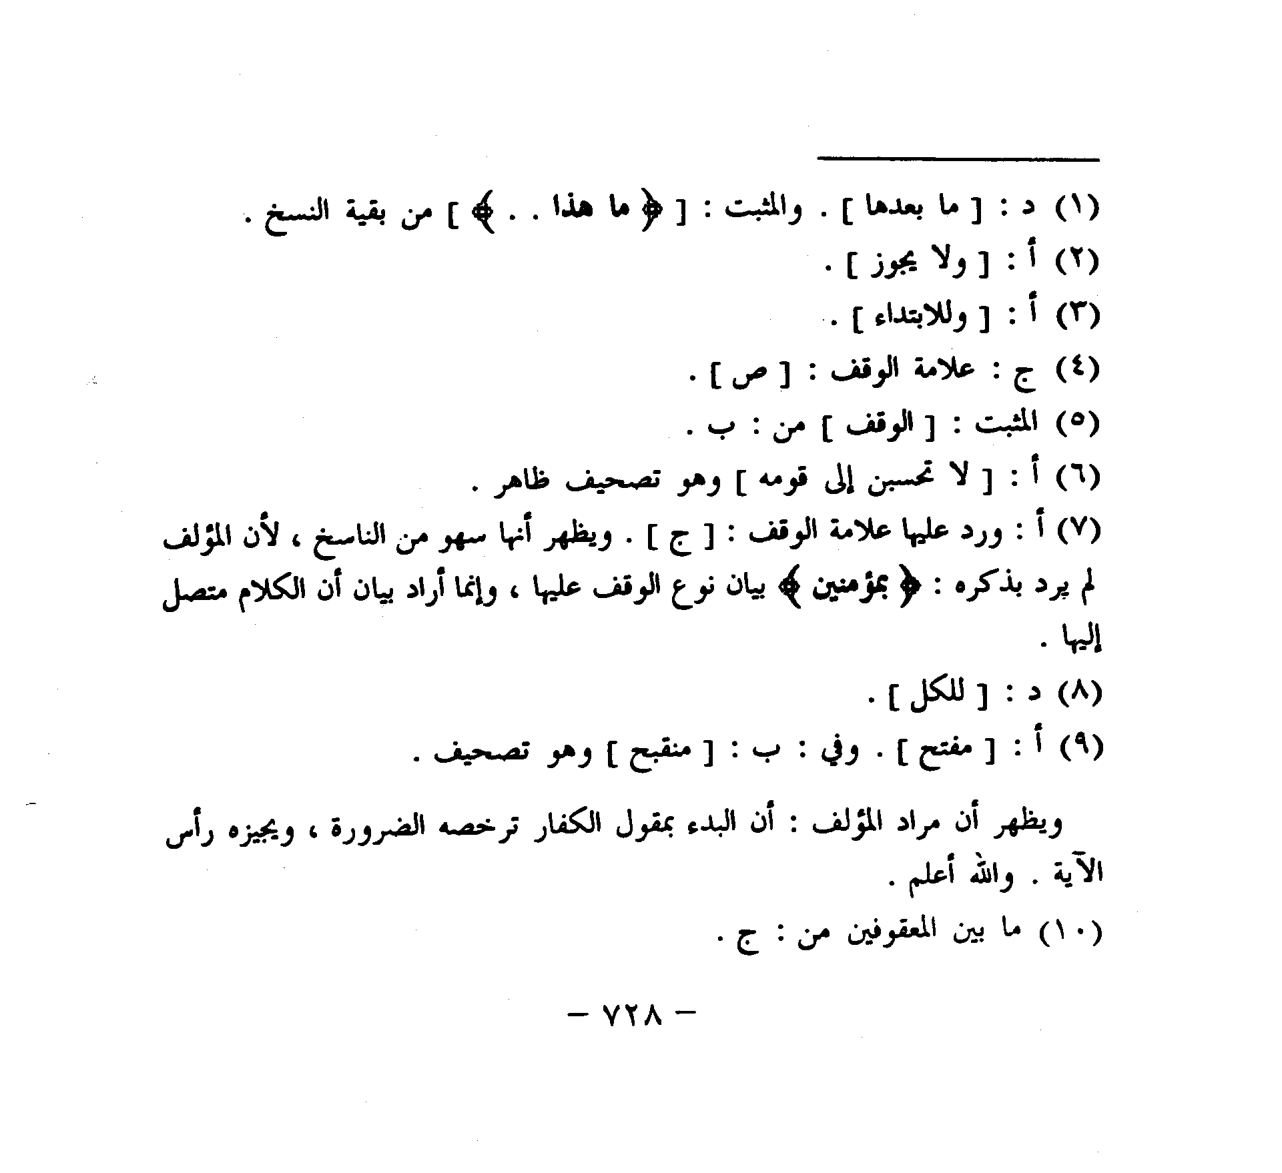 (١) د : [ ما بعدها ] . والمثبت : [ ﴿ ما هذا . . ﴾ ] من بقية النسخ .
(٢) أ : [ ولا يجوز ] .
(٣) أ : [ وللابتداء ] .
(٤) ج : علامة الوقف : [ ص ] .
(٥) المثبت : [ الوقف ] من : ب .
(٦) أ : [ لا تحسبن إلى قومه ] وهو تصحيف ظاهر .
(٧) أ : ورد عليها علامة الوقف : [ ج ] . ويظهر أنها سهو من الناسخ ، لأن المؤلف
لم يرد بذكره : ﴿ بمؤمنين ﴾ بيان نوع الوقف عليها ، وإنما أراد بيان أن الكلام متصل
إليها .
(٨) د : [ للكل ] .
(٩) أ : [ مفتح ] . وفي : ب : [ منقبح ] وهو تصحيف .
ويظهر أن مراد المؤلف : أن البدء بمقول الكفار ترخصه الضرورة ، ويجيزه رأس
الآية . والله أعلم .
(١٠) ما بين المعقوفين من : ج .
– ٧٢٨ –